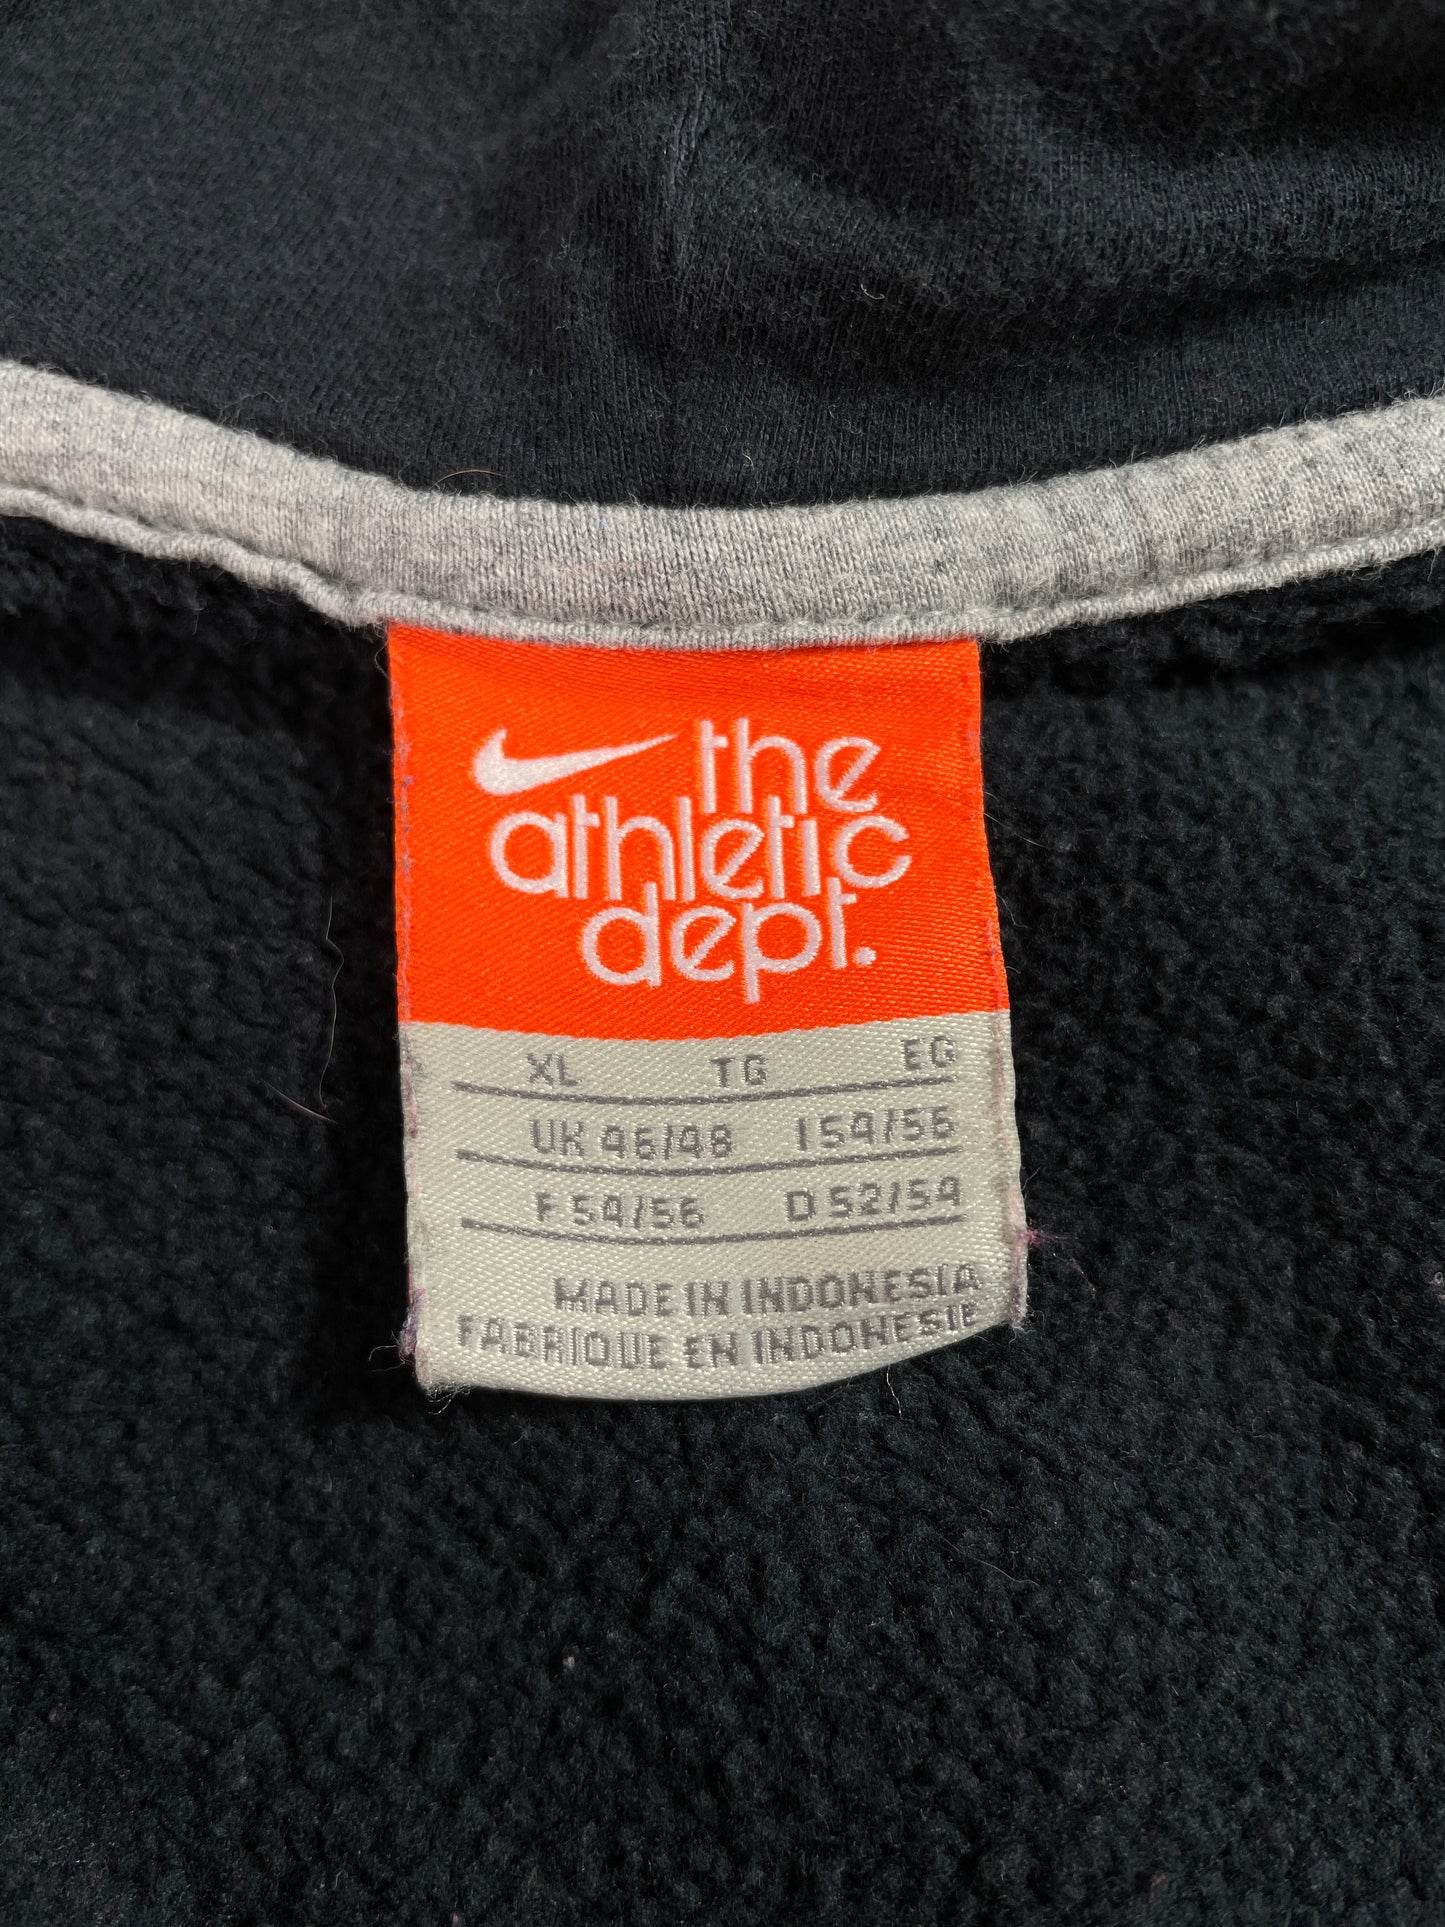 the
athletic
dept.
XL TG EG
UK 46/48 I 54/56
F 54/56 D 52/54
MADE IN INDONESIA
FABRIQUE EN INDONESIE